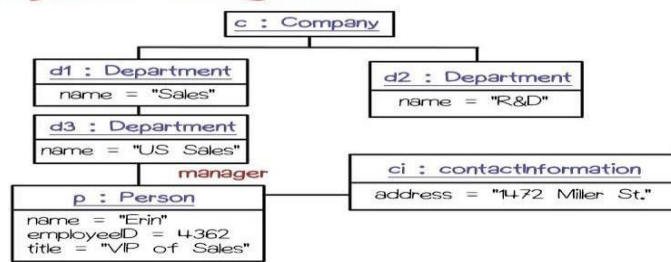 c : Company
d1 : Department
name = "Sales"
d2 : Department
name = "R&D"
d3 : Department
name = "US Sales"
manager
p : Person
name = "Erin"
employeeID = 4362
title = "VIP of Sales"
ci : contactInformation
address = "1472 Miller St."